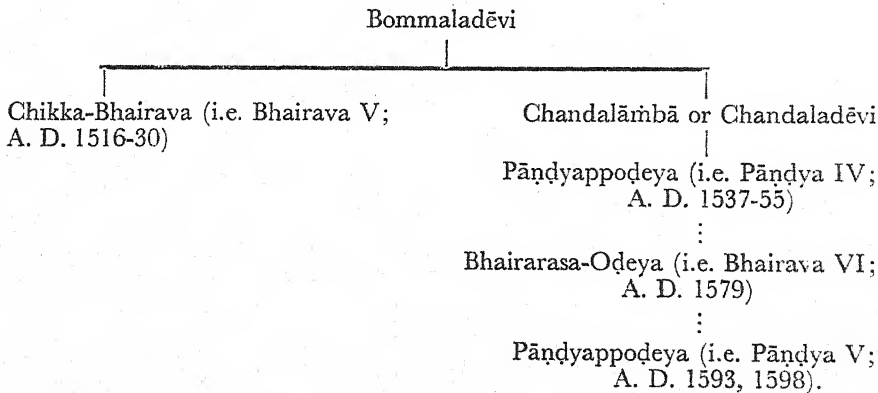 Bommaladēvi
Chikka-Bhairava (i.e. Bhairava V;
A. D. 1516-30)
Chandalāṁbā or Chandaladēvi
Pāṇḍyappoḍeya (i.e. Pāṇḍya IV;
A. D. 1537-55)
Bhairarasa-Oḍeya (i.e. Bhairava VI;
A. D. 1579)
Pāṇḍyappoḍeya (i.e. Pāṇḍya V;
A. D. 1593, 1598).